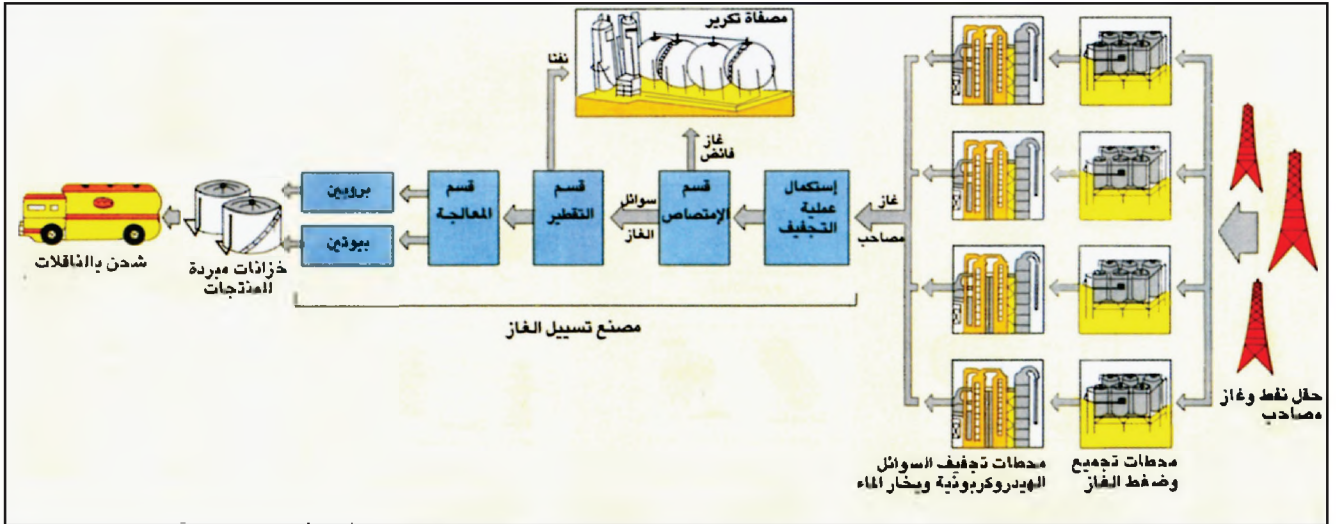 مصفاة تكرير
نفثا
غاز
فائض
إستكمال
عملية
التجفيف
قسم
الإمتصاص
سوائل
الغاز
قسم
التقطير
قسم
المعالجة
بروبين
بيوتين
غاز
مصاحب
خزانات مبردة
للمنتجات
شحن بالناقلات
مصنع تسييل الغاز
حقل نفط وغاز
مصاحب
محطات تجميع
وضغط الغاز
محطات تجفيف السوائل
الهيدروكربونية وبخار الماء